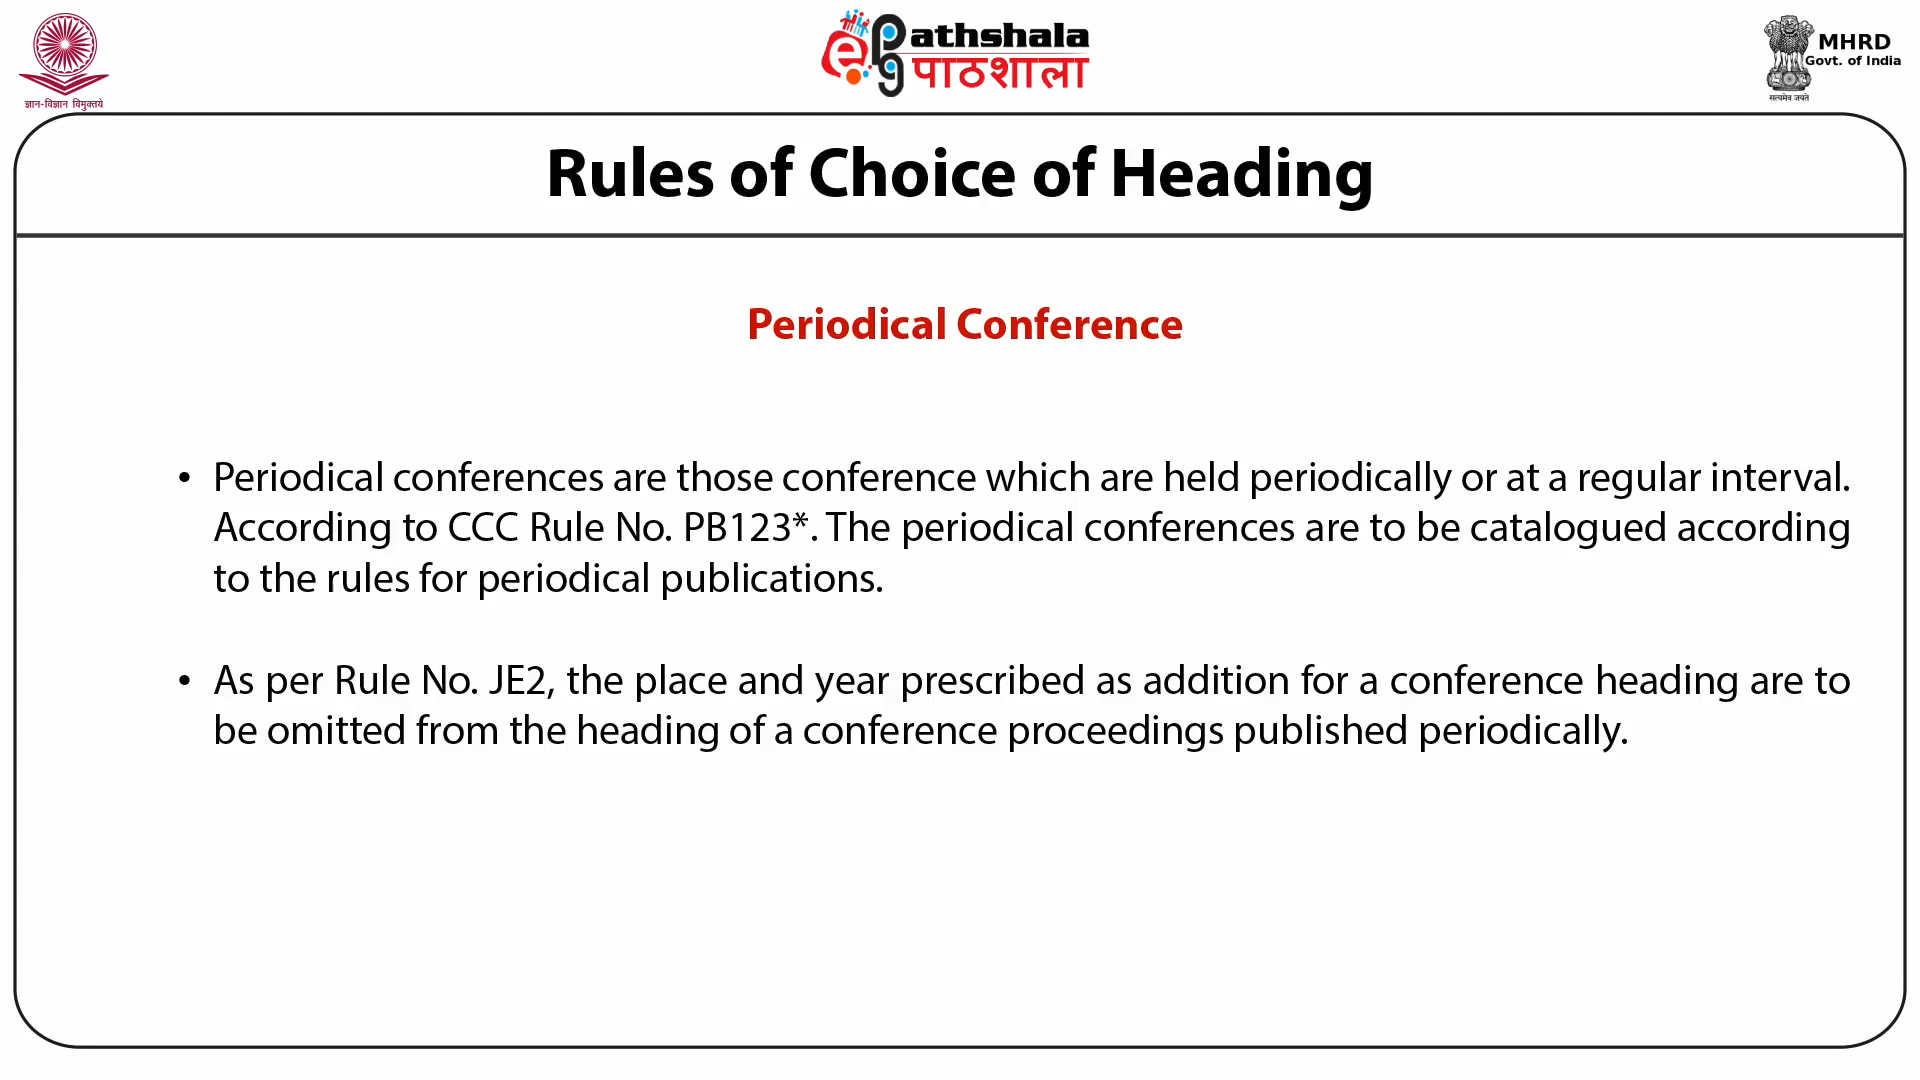 ज्ञान-विज्ञान विमुक्तये
ePathshala
पाठशाला
MHRD
Govt. of India
सत्यमेव जयते
Rules of Choice of Heading
Periodical Conference
• Periodical conferences are those conference which are held periodically or at a regular interval.
According to CCC Rule No. PB123*. The periodical conferences are to be catalogued according
to the rules for periodical publications.
• As per Rule No. JE2, the place and year prescribed as addition for a conference heading are to
be omitted from the heading of a conference proceedings published periodically.